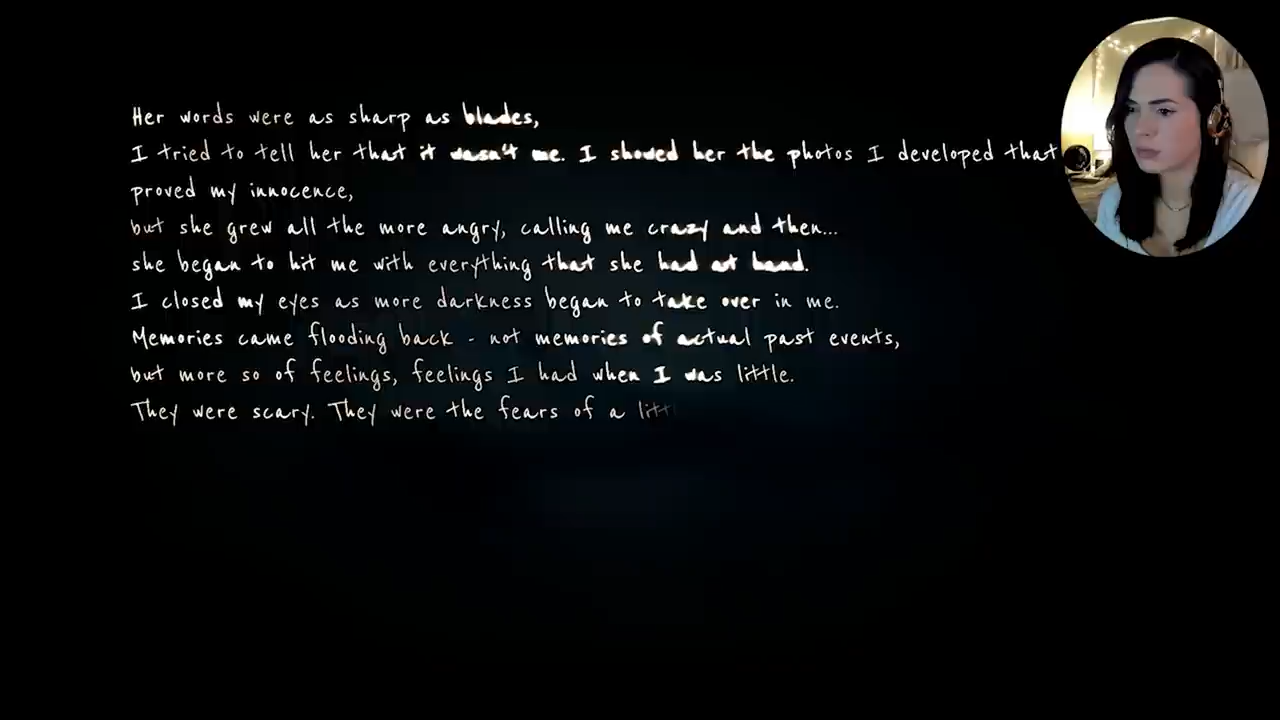 Her words were as sharp as blades,
I tried to tell her that it wasn't me. I showed her the photos I developed that
proved my innocence,
but she grew all the more angry, calling me crazy and then...
she began to hit me with everything that she had at hand.
I closed my eyes as more darkness began to take over in me.
Memories came flooding back - not memories of actual past events,
but more so of feelings, feelings I had when I was little.
They were scary. They were the fears of a litt